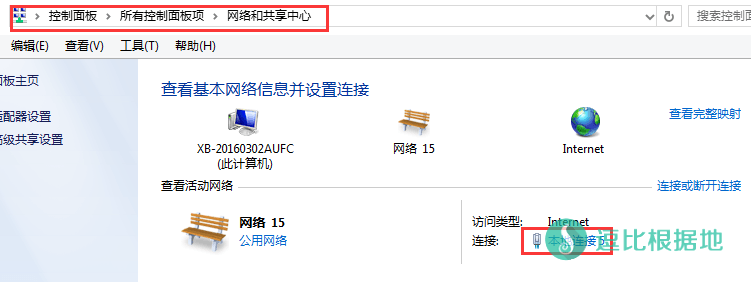 控制面板 › 所有控制面板项 › 网络和共享中心
搜索控制面
编辑(E) 查看(V) 工具(T) 帮助(H)
面板主页
查看基本网络信息并设置连接
适配器设置
高级共享设置
查看完整映射
XB-20160302AUFC
(此计算机)
网络 15
Internet
查看活动网络
连接或断开连接
网络 15
公用网络
访问类型: Internet
连接: 本地连接
速比根据地